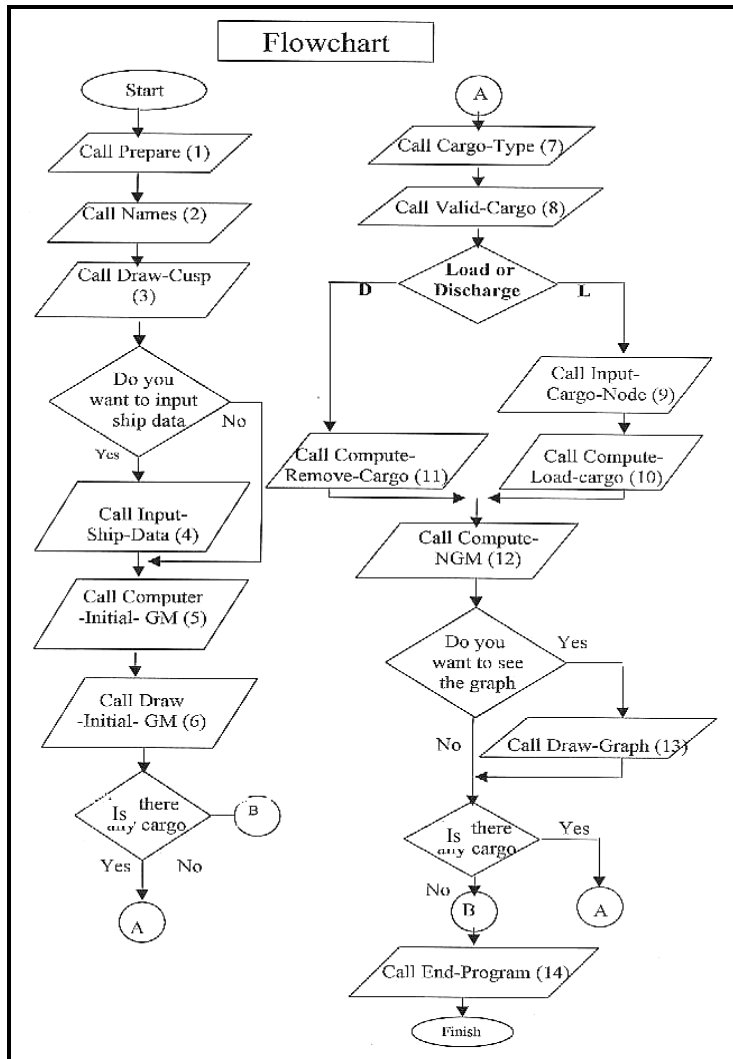 Flowchart
Start
Call Prepare (1)
Call Names (2)
Call Draw-Cusp
(3)
Do you
want to input
ship data
No
Yes
Call Input-
Ship-Data (4)
Call Computer
-Initial- GM (5)
Call Draw
-Initial- GM (6)
Is there
any cargo
B
Yes No
A
A
Call Cargo-Type (7)
Call Valid-Cargo (8)
Load or
Discharge
D
L
Call Input-
Cargo-Node (9)
Call Compute-
Remove-Cargo (11)
Call Compute-
Load-cargo (10)
Call Compute-
NGM (12)
Do you
want to see
the graph
Yes
No
Call Draw-Graph (13)
Is there
any cargo
Yes
No
B
A
Call End-Program (14)
Finish